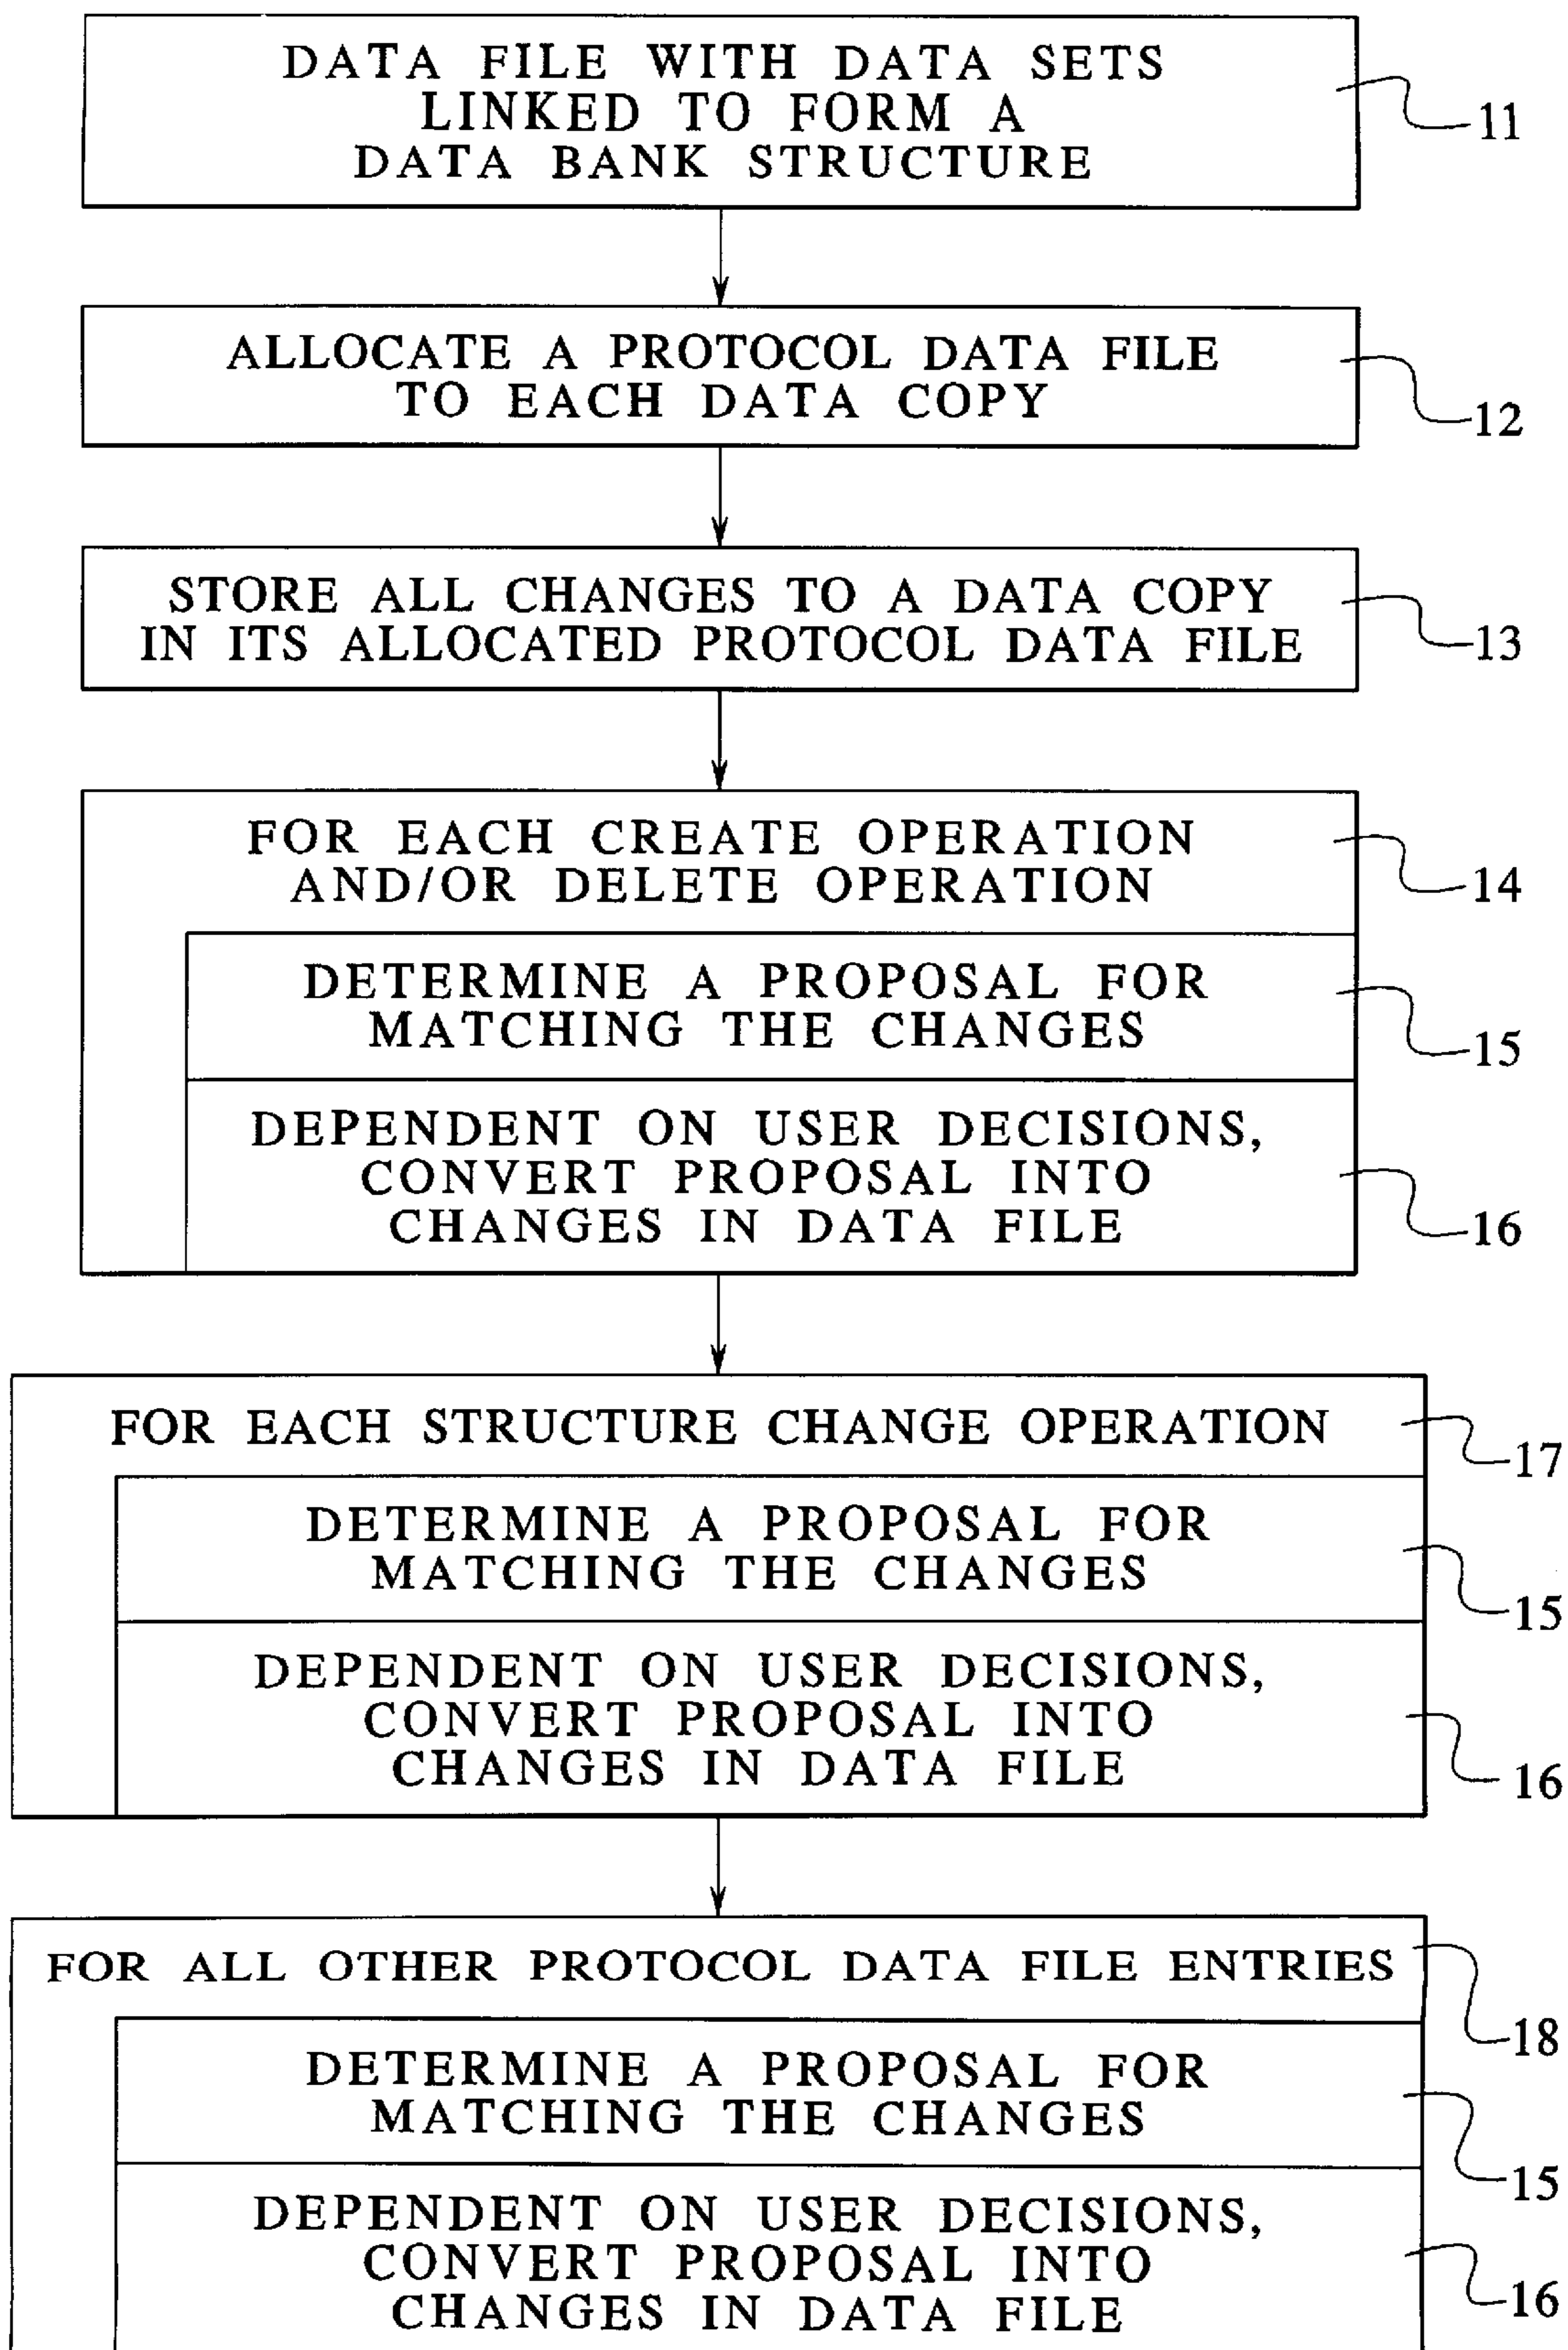 DATA FILE WITH DATA SETS
LINKED TO FORM A
DATA BANK STRUCTURE
11
ALLOCATE A PROTOCOL DATA FILE
TO EACH DATA COPY
12
STORE ALL CHANGES TO A DATA COPY
IN ITS ALLOCATED PROTOCOL DATA FILE
13
FOR EACH CREATE OPERATION
AND/OR DELETE OPERATION
14
DETERMINE A PROPOSAL FOR
MATCHING THE CHANGES
15
DEPENDENT ON USER DECISIONS,
CONVERT PROPOSAL INTO
CHANGES IN DATA FILE
16
FOR EACH STRUCTURE CHANGE OPERATION
17
DETERMINE A PROPOSAL FOR
MATCHING THE CHANGES
15
DEPENDENT ON USER DECISIONS,
CONVERT PROPOSAL INTO
CHANGES IN DATA FILE
16
FOR ALL OTHER PROTOCOL DATA FILE ENTRIES
18
DETERMINE A PROPOSAL FOR
MATCHING THE CHANGES
15
DEPENDENT ON USER DECISIONS,
CONVERT PROPOSAL INTO
CHANGES IN DATA FILE
16